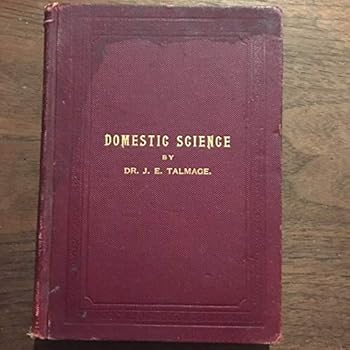 DOMESTIC SCIENCE
BY
DR. J. E. TALMAGE.